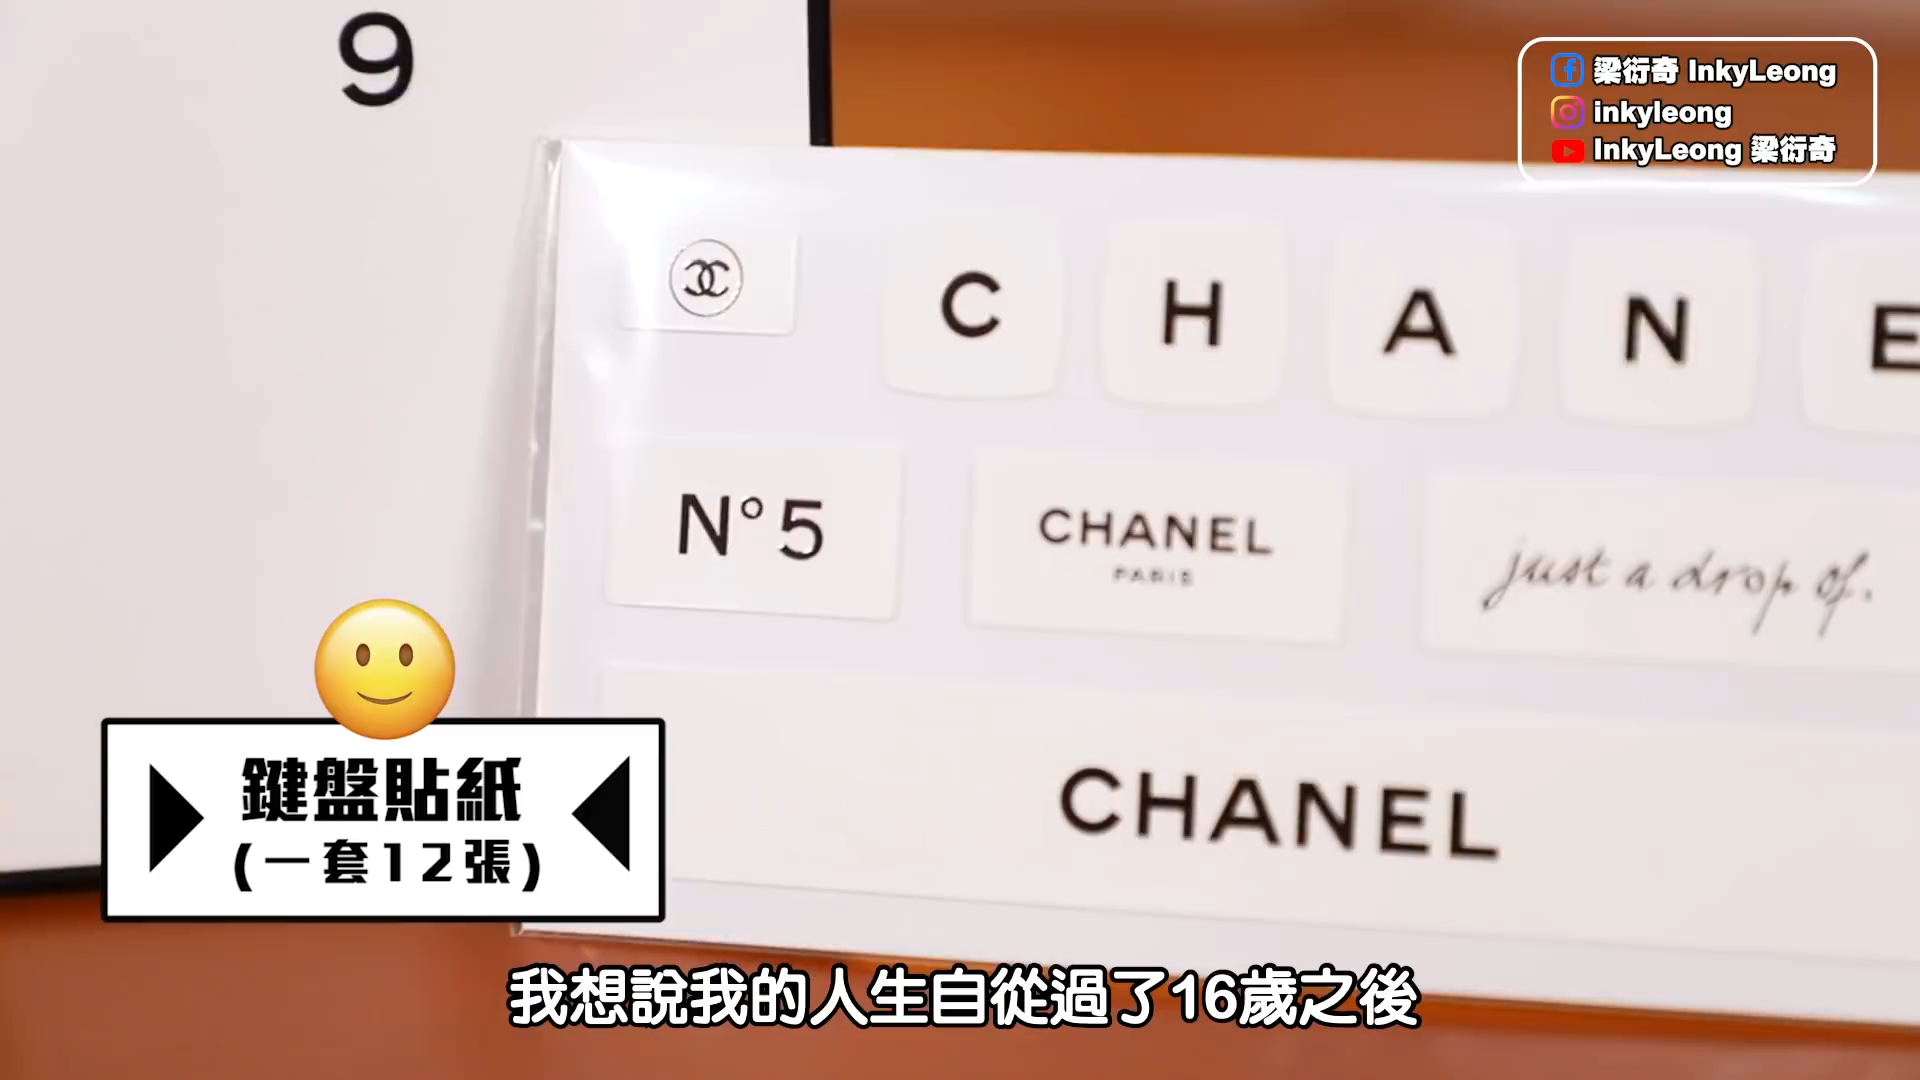 9
梁衍奇 InkyLeong
inkyleong
InkyLeong 梁衍奇
C H A N E
N°5
CHANEL
PARIS
just a drop of.
CHANEL
鍵盤貼紙
(一套12張)
我想說我的人生自從過了16歲之後